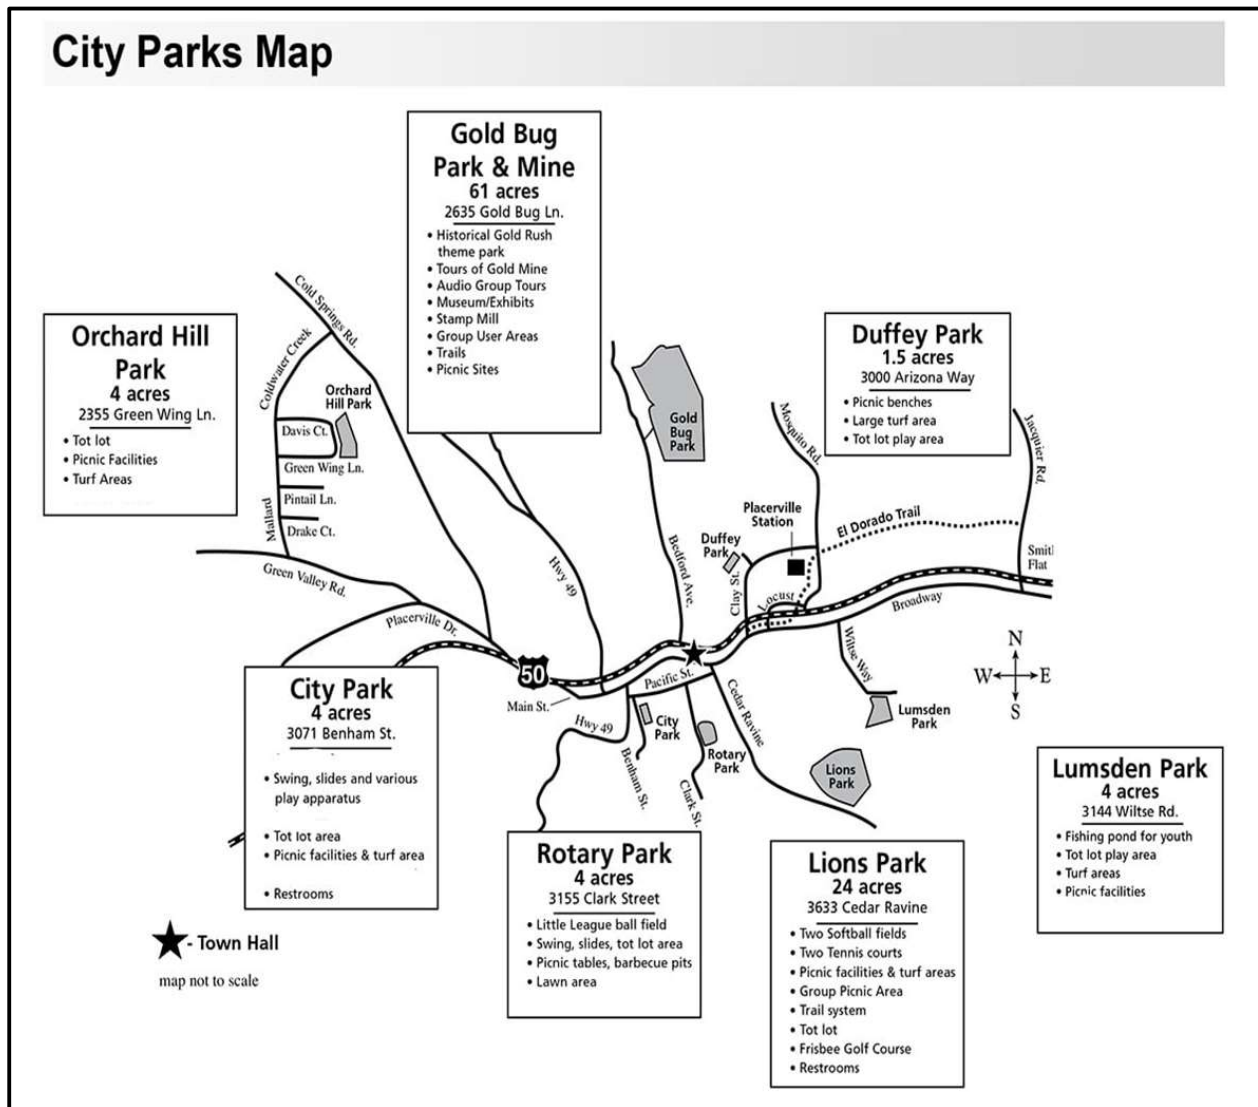 City Parks Map
Gold Bug
Park & Mine
61 acres
2635 Gold Bug Ln.
• Historical Gold Rush
theme park
• Tours of Gold Mine
• Audio Group Tours
• Museum/Exhibits
• Stamp Mill
• Group User Areas
• Trails
• Picnic Sites
Orchard Hill
Park
4 acres
2355 Green Wing Ln.
• Tot lot
• Picnic Facilities
• Turf Areas
Duffey Park
1.5 acres
3000 Arizona Way
• Picnic benches
• Large turf area
• Tot lot play area
Cold Springs Rd.
Coldwater Creek
Orchard
Hill Park
Davis Ct.
Green Wing Ln.
Pintail Ln.
Mallard
Drake Ct.
Green Valley Rd.
Placerville Dr.
Hwy 49
Gold
Bug
Park
Bedford Ave.
Mosquito Rd.
Jacquier Rd.
Placerville
Station
El Dorado Trail
Duffey
Park
Clay St.
Locust
Smith
Flat
Broadway
Wiltse Way
50
Main St.
Pacific St.
Hwy 49
City
Park
Benham St.
Rotary
Park
Clark St.
Cedar Ravine
Lions
Park
Lumsden
Park
N
W
E
S
City Park
4 acres
3071 Benham St.
• Swing, slides and various
play apparatus
• Tot lot area
• Picnic facilities & turf area
• Restrooms
Rotary Park
4 acres
3155 Clark Street
• Little League ball field
• Swing, slides, tot lot area
• Picnic tables, barbecue pits
• Lawn area
Lions Park
24 acres
3633 Cedar Ravine
• Two Softball fields
• Two Tennis courts
• Picnic facilities & turf areas
• Group Picnic Area
• Trail system
• Tot lot
• Frisbee Golf Course
• Restrooms
Lumsden Park
4 acres
3144 Wiltse Rd.
• Fishing pond for youth
• Tot lot play area
• Turf areas
• Picnic facilities
- Town Hall
map not to scale